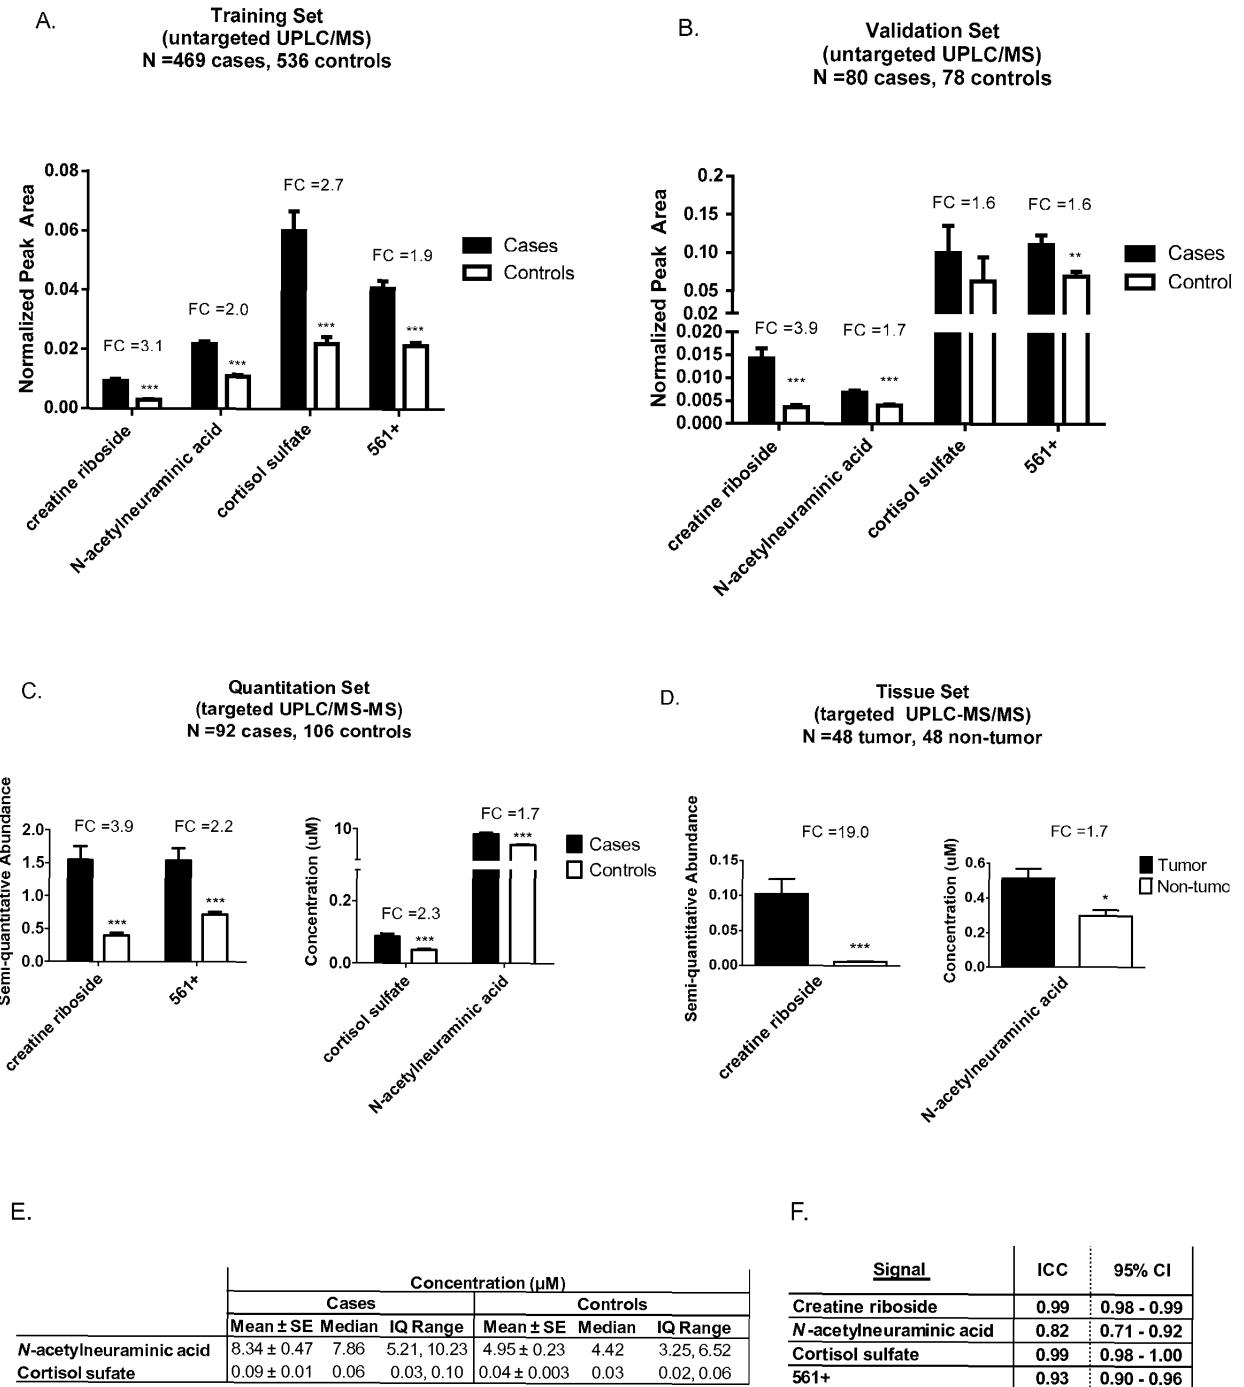 A.
Training Set
(untargeted UPLC/MS)
N =469 cases, 536 controls
Normalized Peak Area
0.08
0.06
0.04
0.02
0.00
FC =3.1
***
FC =2.0
***
FC =2.7
***
FC =1.9
***
Cases
Controls
creatine riboside
N-acetylneuraminic acid
cortisol sulfate
561+
B.
Validation Set
(untargeted UPLC/MS)
N =80 cases, 78 controls
Normalized Peak Area
0.2
0.15
0.10
0.05
0.02
0.020
0.015
0.010
0.005
0.000
FC =3.9
***
FC =1.7
***
FC =1.6
FC =1.6
**
Cases
Control
creatine riboside
N-acetylneuraminic acid
cortisol sulfate
561+
C.
Quantitation Set
(targeted UPLC/MS-MS)
N =92 cases, 106 controls
Semi-quantitative Abundance
2.0
1.5
1.0
0.5
0.0
FC =3.9
***
FC =2.2
***
creatine riboside
561+
Concentration (uM)
10
0.2
0.0
FC =2.3
***
FC =1.7
***
Cases
Controls
cortisol sulfate
N-acetylneuraminic acid
D.
Tissue Set
(targeted UPLC-MS/MS)
N =48 tumor, 48 non-tumor
Semi-quantitative Abundance
0.15
0.10
0.05
0.00
FC =19.0
***
creatine riboside
Concentration (uM)
0.6
0.4
0.2
0.0
FC =1.7
*
Tumor
Non-tumo
N-acetylneuraminic acid
E.
Concentration (µM)
Cases Controls
Mean ± SE Median IQ Range Mean ± SE Median IQ Range
N-acetylneuraminic acid 8.34 ± 0.47 7.86 5.21, 10.23 4.95 ± 0.23 4.42 3.25, 6.52
Cortisol sufate 0.09 ± 0.01 0.06 0.03, 0.10 0.04 ± 0.003 0.03 0.02, 0.06
F.
Signal ICC 95% CI
Creatine riboside 0.99 0.98 - 0.99
N-acetylneuraminic acid 0.82 0.71 - 0.92
Cortisol sulfate 0.99 0.98 - 1.00
561+ 0.93 0.90 - 0.96